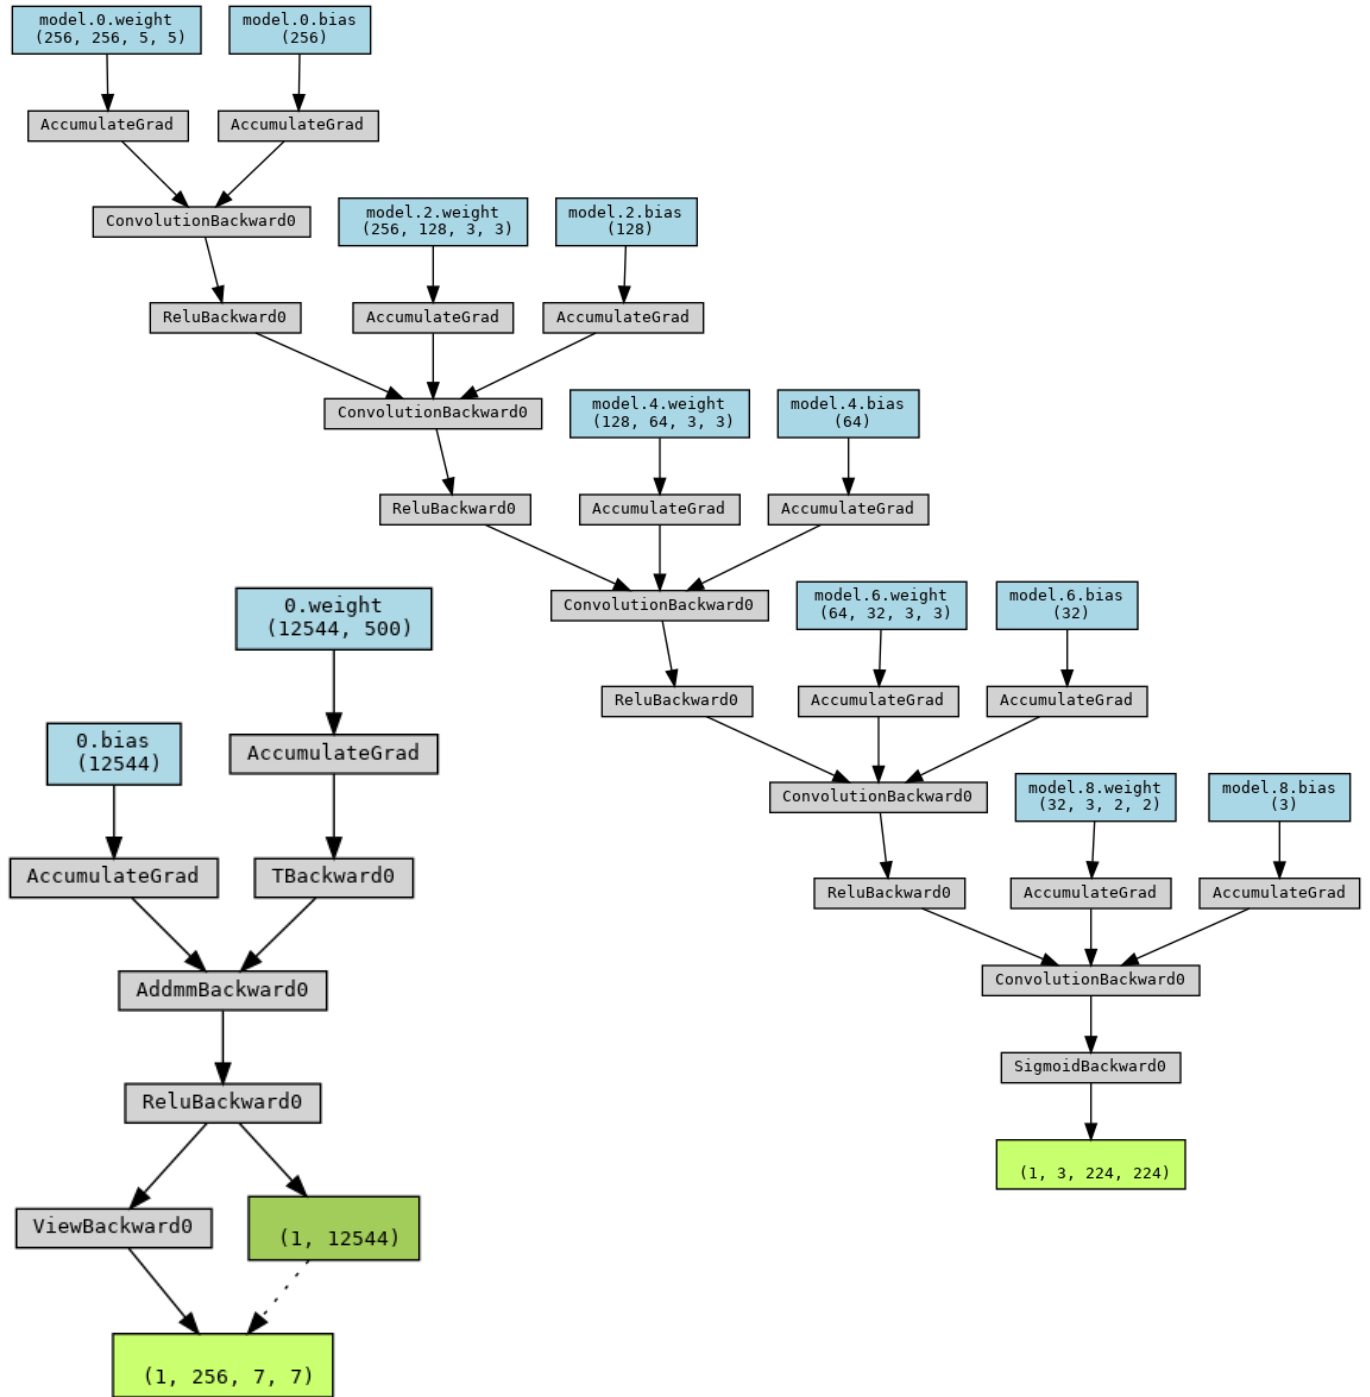 model.0.weight
(256, 256, 5, 5)
model.0.bias
(256)
AccumulateGrad
AccumulateGrad
ConvolutionBackward0
model.2.weight
(256, 128, 3, 3)
model.2.bias
(128)
ReluBackward0
AccumulateGrad
AccumulateGrad
ConvolutionBackward0
model.4.weight
(128, 64, 3, 3)
model.4.bias
(64)
ReluBackward0
AccumulateGrad
AccumulateGrad
ConvolutionBackward0
model.6.weight
(64, 32, 3, 3)
model.6.bias
(32)
ReluBackward0
AccumulateGrad
AccumulateGrad
ConvolutionBackward0
model.8.weight
(32, 3, 2, 2)
model.8.bias
(3)
ReluBackward0
AccumulateGrad
AccumulateGrad
ConvolutionBackward0
SigmoidBackward0
(1, 3, 224, 224)
0.weight
(12544, 500)
0.bias
(12544)
AccumulateGrad
AccumulateGrad
TBackward0
AddmmBackward0
ReluBackward0
ViewBackward0
(1, 12544)
(1, 256, 7, 7)